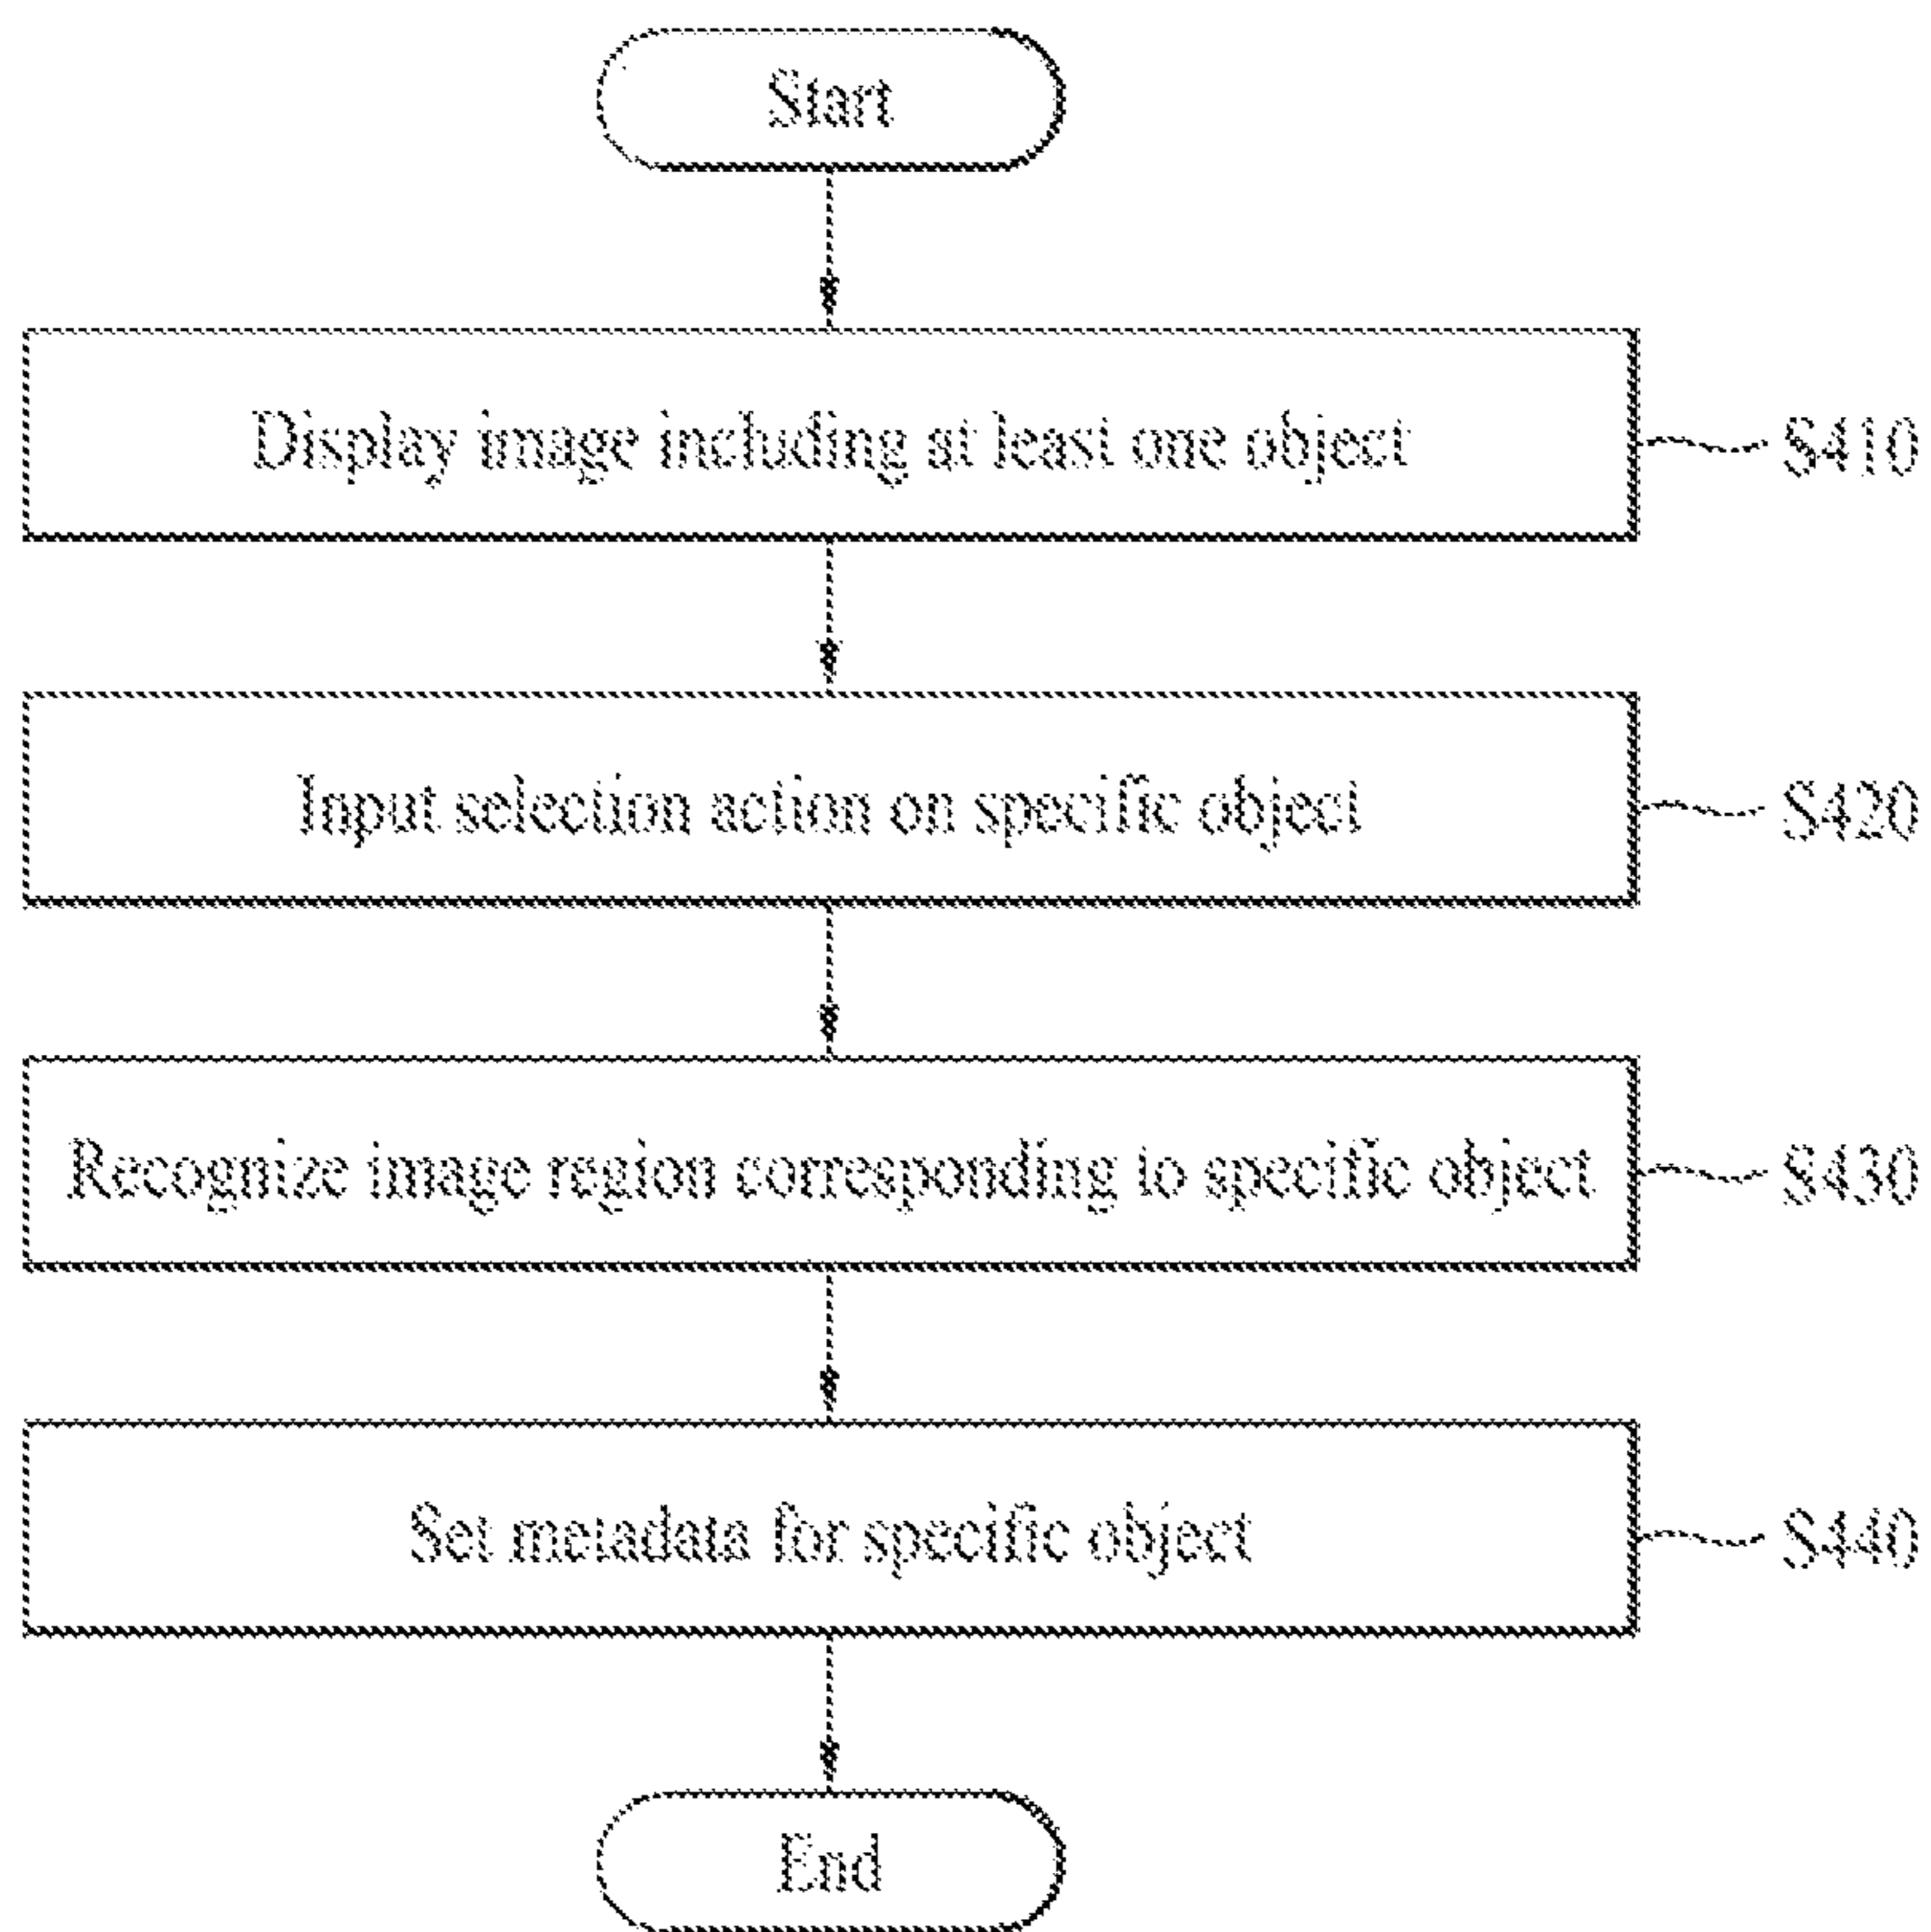 Start
Display image including at least one object
S410
Input selection action on specific object
S420
Recognize image region corresponding to specific object
S430
Set metadata for specific object
S440
End